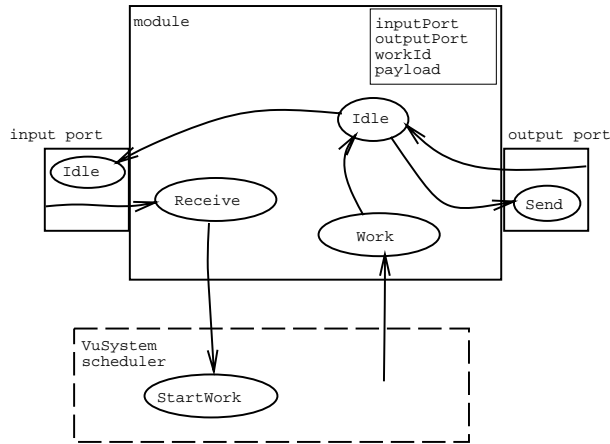 module
inputPort
outputPort
workId
payload
Idle
input port
output port
Idle
Receive
Send
Work
VuSystem
scheduler
StartWork